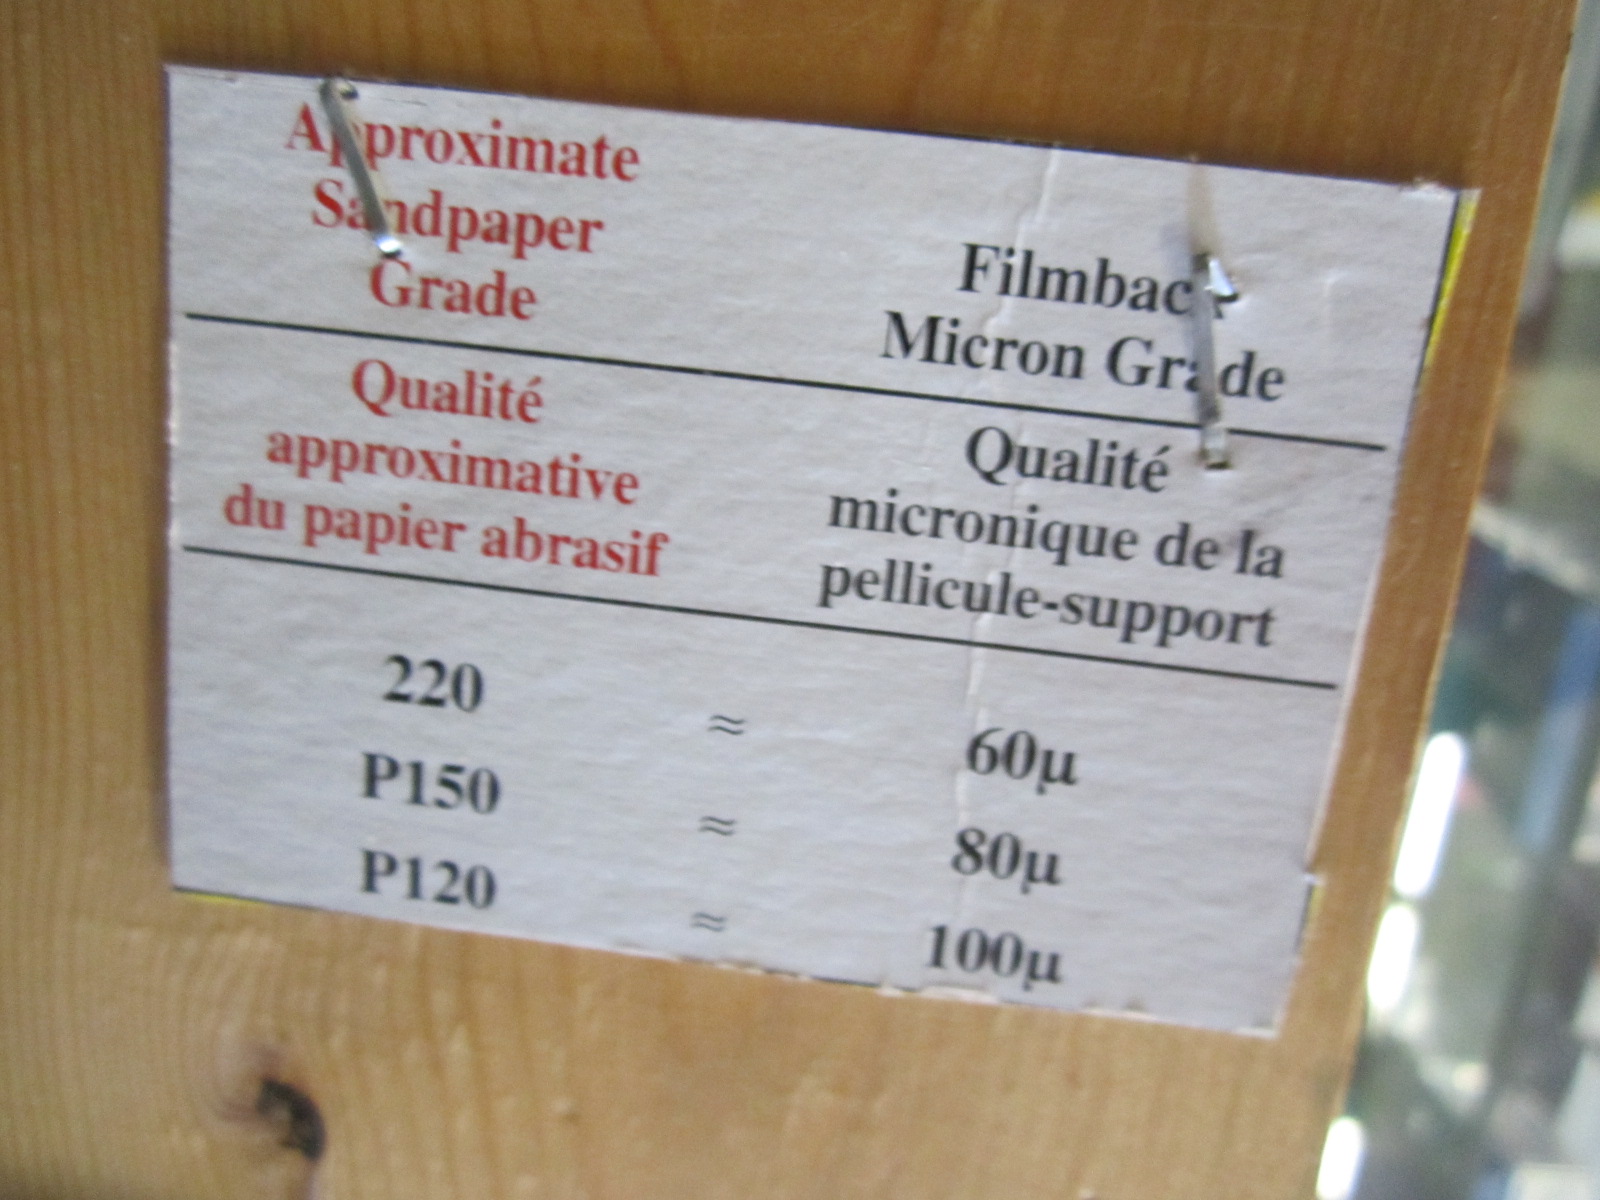 Approximate
Sandpaper
Grade
Filmback
Micron Grade
Qualité
approximative
du papier abrasif
Qualité
micronique de la
pellicule-support
220 ≈ 60µ
P150 ≈ 80µ
P120 ≈ 100µ